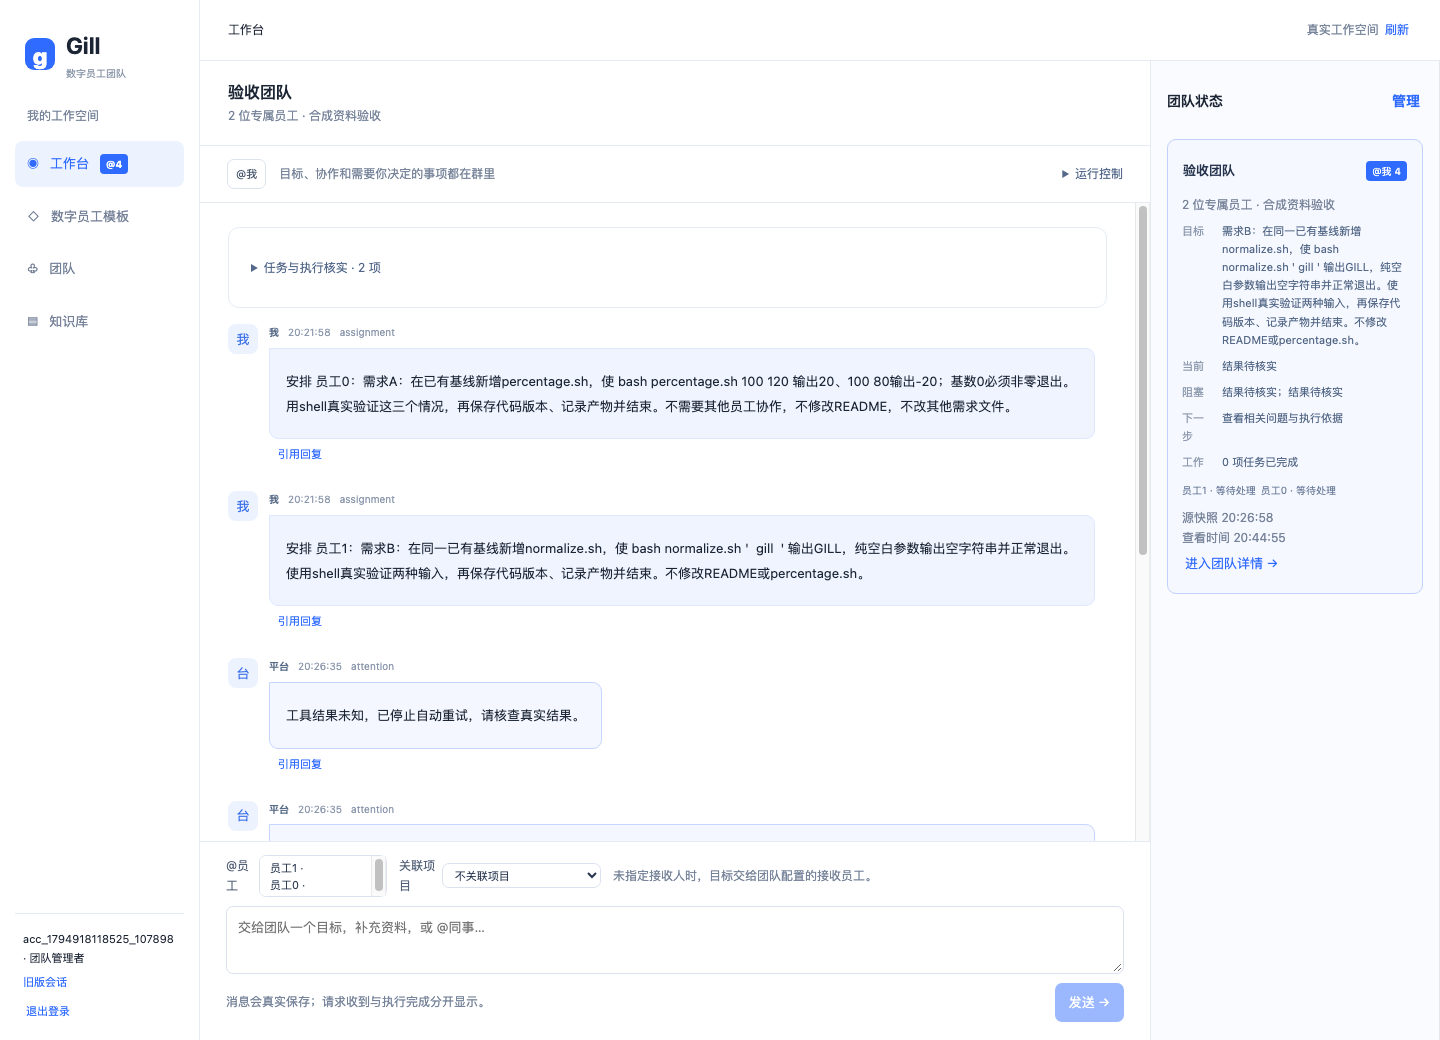 g Gill
数字员工团队
我的工作空间
工作台 @4
数字员工模板
团队
知识库
acc_1794918118525_107898
· 团队管理者
旧版会话
退出登录
工作台
真实工作空间 刷新
验收团队
2 位专属员工 · 合成资料验收
@我 目标、协作和需要你决定的事项都在群里
▶ 运行控制
▶ 任务与执行核实 · 2 项
我 我 20:21:58 assignment
安排 员工0：需求A：在已有基线新增percentage.sh，使 bash percentage.sh 100 120 输出20、100 80输出-20；基数0必须非零退出。
用shell真实验证这三个情况，再保存代码版本、记录产物并结束。不需要其他员工协作，不修改README，不改其他需求文件。
引用回复
我 我 20:21:58 assignment
安排 员工1：需求B：在同一已有基线新增normalize.sh，使 bash normalize.sh '  gill  ' 输出GILL，纯空白参数输出空字符串并正常退出。
使用shell真实验证两种输入，再保存代码版本、记录产物并结束。不修改README或percentage.sh。
引用回复
台 平台 20:26:35 attention
工具结果未知，已停止自动重试，请核查真实结果。
引用回复
台 平台 20:26:35 attention
@员
工
员工1 ·
员工0 ·
关联项
目
不关联项目
未指定接收人时，目标交给团队配置的接收员工。
交给团队一个目标，补充资料，或 @同事...
消息会真实保存；请求收到与执行完成分开显示。
发送 →
团队状态 管理
验收团队 @我 4
2 位专属员工 · 合成资料验收
目标 需求B：在同一已有基线新增
normalize.sh，使 bash
normalize.sh ' gill ' 输出GILL，纯空
白参数输出空字符串并正常退出。使
用shell真实验证两种输入，再保存代
码版本、记录产物并结束。不修改
README或percentage.sh。
当前 结果待核实
阻塞 结果待核实；结果待核实
下一 查看相关问题与执行依据
步
工作 0 项任务已完成
员工1 · 等待处理 员工0 · 等待处理
源快照 20:26:58
查看时间 20:44:55
进入团队详情 →